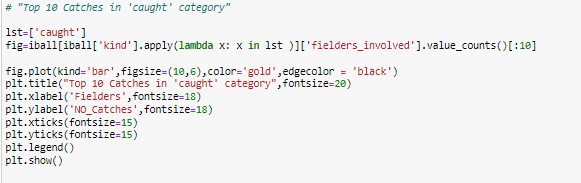 # "Top 10 Catches in 'caught' category"
lst=['caught']
fig=iball[iball['kind'].apply(lambda x: x in lst )]['fielders_involved'].value_counts()[:10]
fig.plot(kind='bar',figsize=(10,6),color='gold',edgecolor = 'black')
plt.title("Top 10 Catches in 'caught' category",fontsize=20)
plt.xlabel('Fielders',fontsize=18)
plt.ylabel('NO_Catches',fontsize=18)
plt.xticks(fontsize=15)
plt.yticks(fontsize=15)
plt.legend()
plt.show()